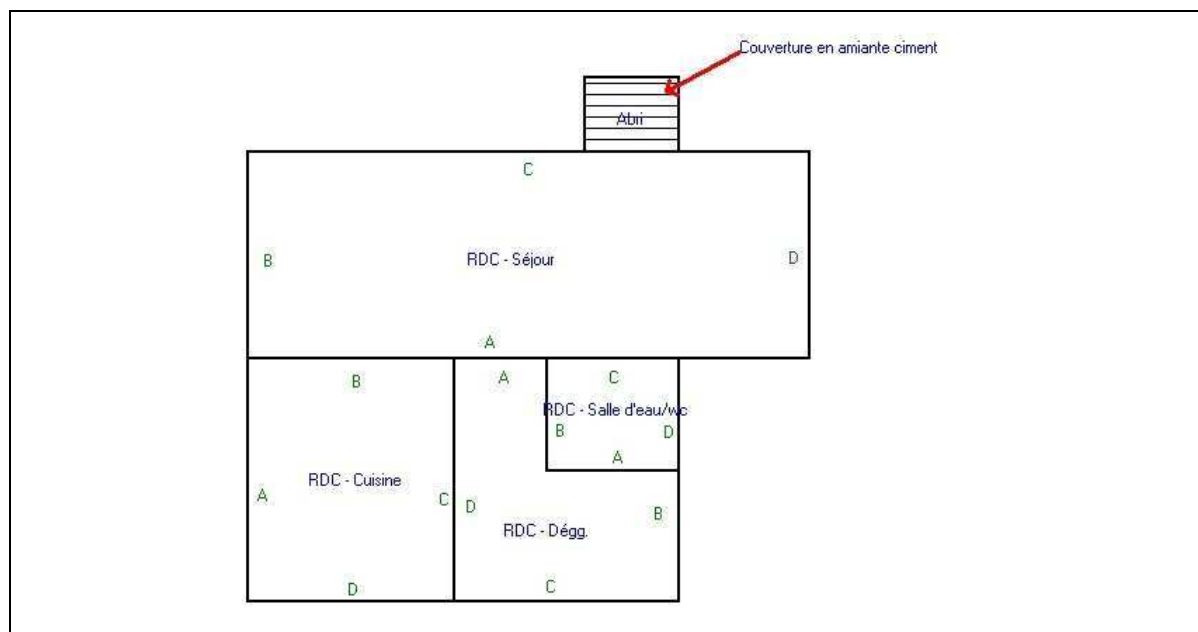 Couverture en amiante ciment
Abri
C
B
RDC - Séjour
D
A
B
A
C
RDC - Salle d'eau/wc
B
D
A
RDC - Cuisine
A
C
D
B
RDC - Dégg.
D
C